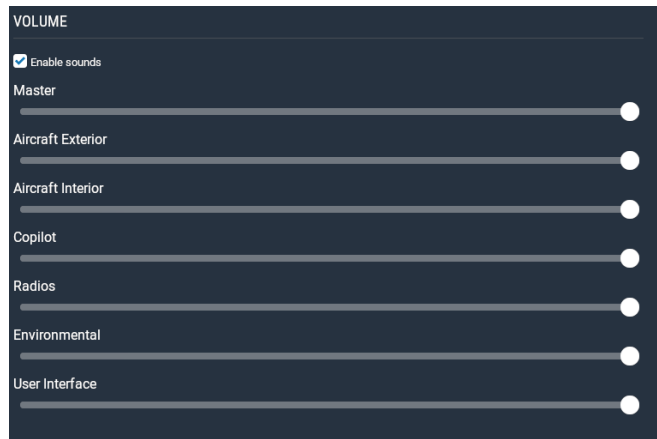 VOLUME
Enable sounds
Master
Aircraft Exterior
Aircraft Interior
Copilot
Radios
Environmental
User Interface